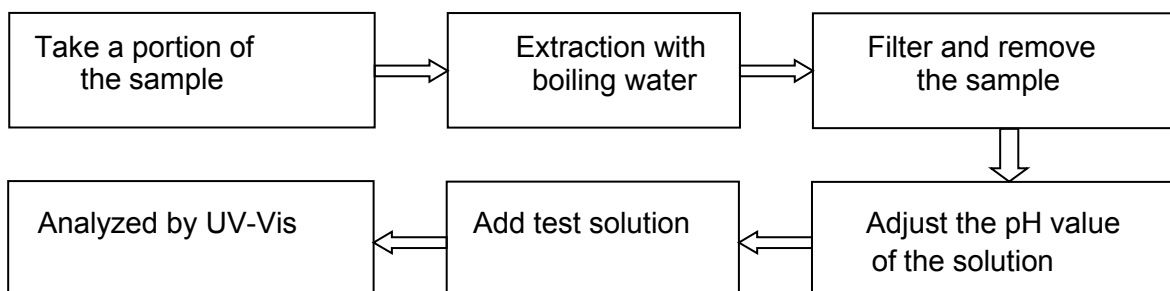 Take a portion of
the sample
Extraction with
boiling water
Filter and remove
the sample
Adjust the pH value
of the solution
Add test solution
Analyzed by UV-Vis